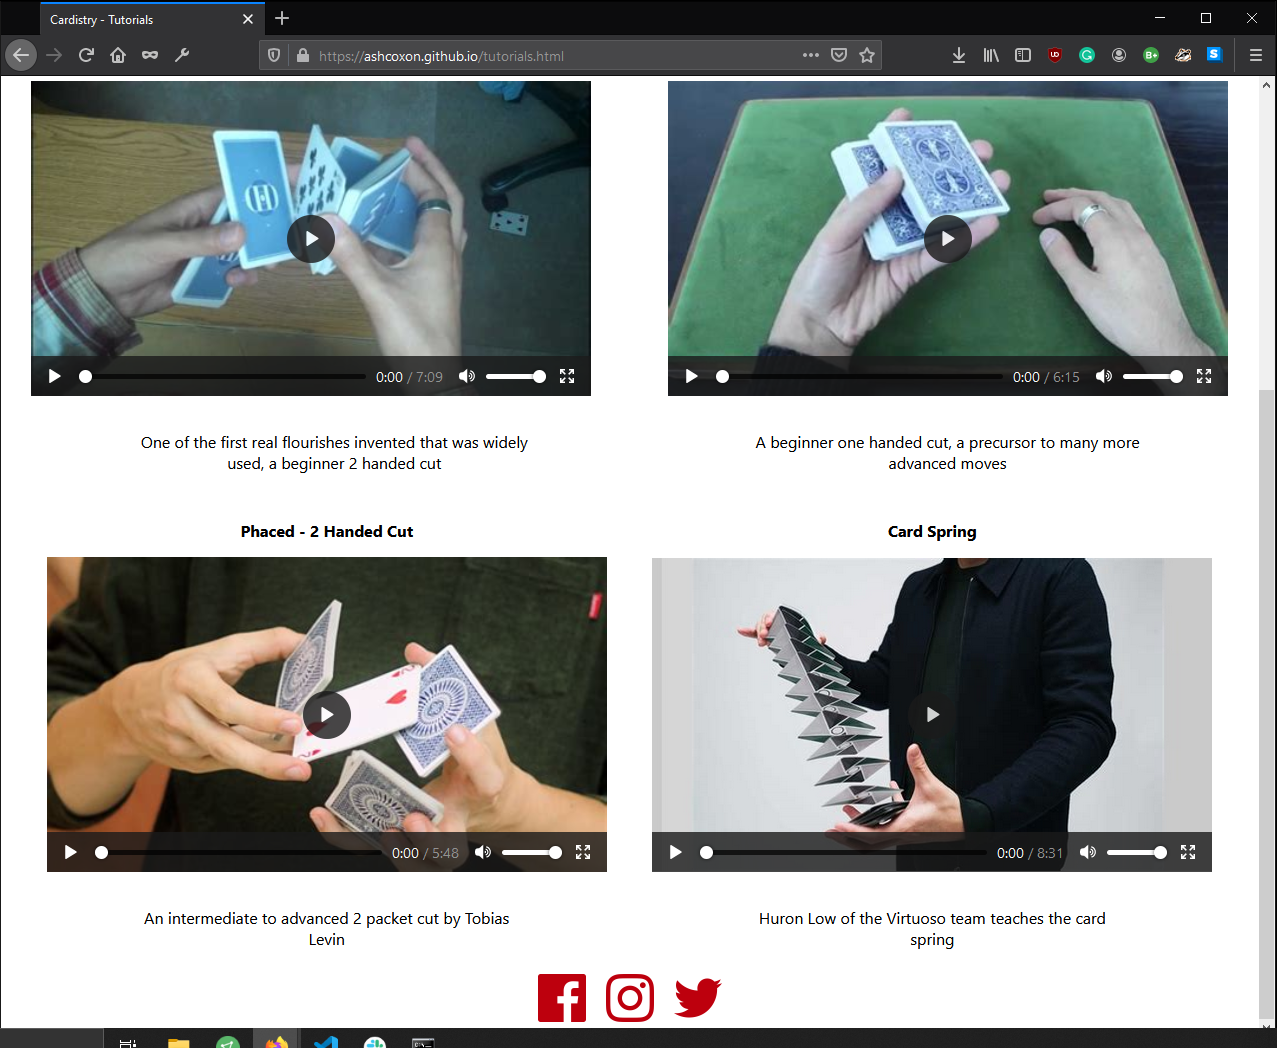 Cardistry - Tutorials
https://ashcoxon.github.io/tutorials.html
0:00 / 7:09
0:00 / 6:15
One of the first real flourishes invented that was widely
used, a beginner 2 handed cut
A beginner one handed cut, a precursor to many more
advanced moves
Phaced - 2 Handed Cut
Card Spring
0:00 / 5:48
0:00 / 8:31
An intermediate to advanced 2 packet cut by Tobias
Levin
Huron Low of the Virtuoso team teaches the card
spring